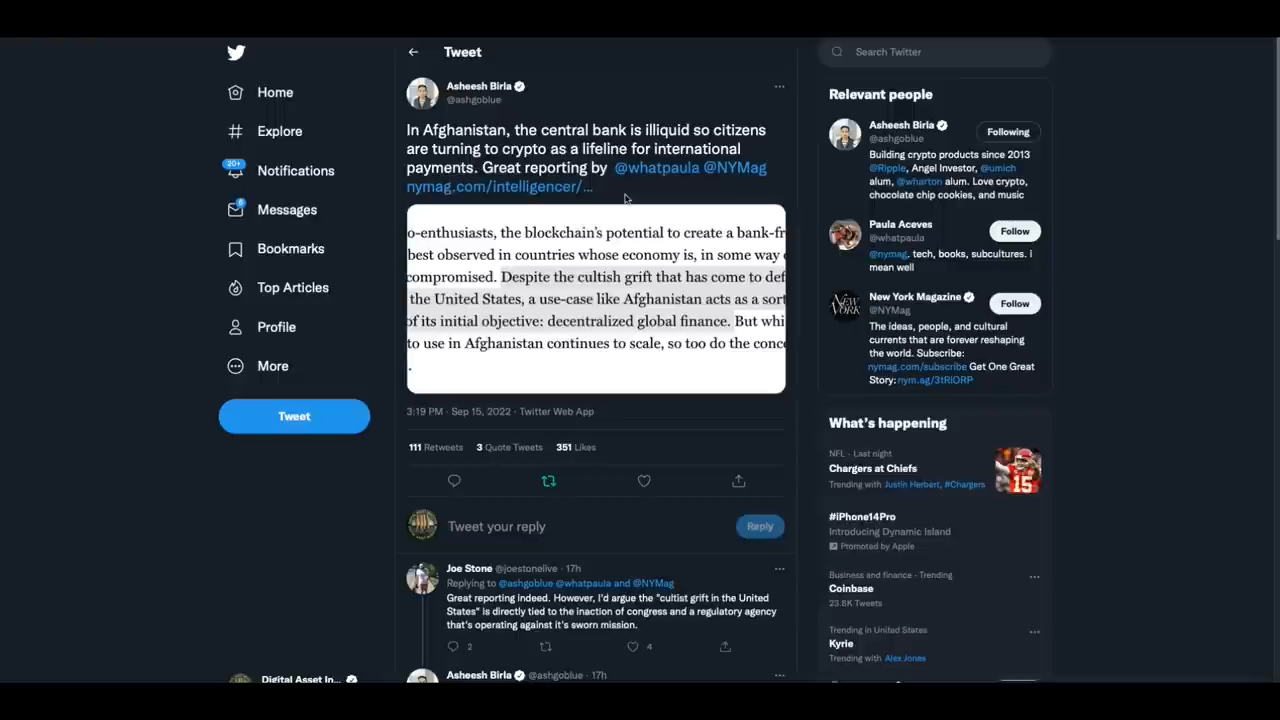 Home
Explore
20+
Notifications
6
Messages
Bookmarks
Top Articles
Profile
More
Tweet
Digital Asset In...
Tweet
Asheesh Birla
@ashgoblue
In Afghanistan, the central bank is illiquid so citizens
are turning to crypto as a lifeline for international
payments. Great reporting by @whatpaula @NYMag
nymag.com/intelligencer/...
o-enthusiasts, the blockchain's potential to create a bank-fr
best observed in countries whose economy is, in some way
compromised. Despite the cultish grift that has come to def
the United States, a use-case like Afghanistan acts as a sort
of its initial objective: decentralized global finance. But whi
to use in Afghanistan continues to scale, so too do the conc
.
3:19 PM · Sep 15, 2022 · Twitter Web App
111 Retweets 3 Quote Tweets 351 Likes
Tweet your reply
Reply
Joe Stone @joestonelive · 17h
Replying to @ashgoblue @whatpaula and @NYMag
Great reporting indeed. However, I'd argue the "cultist grift in the United
States" is directly tied to the inaction of congress and a regulatory agency
that's operating against it's sworn mission.
2 4
Asheesh Birla @ashgoblue · 17h
Search Twitter
Relevant people
Asheesh Birla
@ashgoblue
Following
Building crypto products since 2013
@Ripple, Angel Investor, @umich
alum, @wharton alum. Love crypto,
chocolate chip cookies, and music
Paula Aceves
@whatpaula
Follow
@nymag. tech, books, subcultures. i
mean well
NEW YORK
New York Magazine
@NYMag
Follow
The ideas, people, and cultural
currents that are forever reshaping
the world. Subscribe:
nymag.com/subscribe Get One Great
Story: nym.ag/3tRIORP
What's happening
NFL · Last night
Chargers at Chiefs
Trending with Justin Herbert, #Chargers
15
#iPhone14Pro
Introducing Dynamic Island
Promoted by Apple
Business and finance · Trending
Coinbase
23.8K Tweets
Trending in United States
Kyrie
Trending with Alex Jones